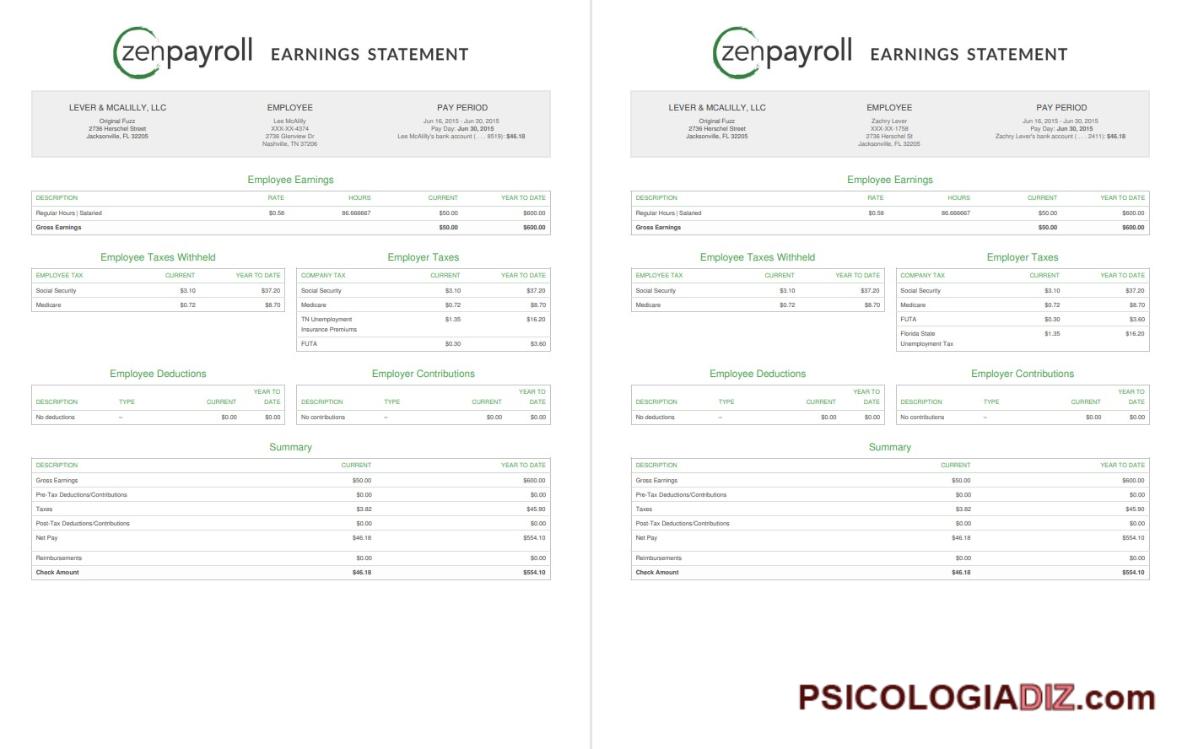 zenpayroll EARNINGS STATEMENT
LEVER & MCALILLY, LLC
Original Fuzz
2736 Herschel Street
Jacksonville, FL 32205
EMPLOYEE
Lee McAlilly
XXX-XX-4374
2736 Glenview Dr
Nashville, TN 37206
PAY PERIOD
Jun 16, 2015 - Jun 30, 2015
Pay Day: Jun 30, 2015
Lee McAlilly's bank account ( . . . 8519): $46.18
Employee Earnings
DESCRIPTION RATE HOURS CURRENT YEAR TO DATE
Regular Hours | Salaried $0.58 86.666667 $50.00 $600.00
Gross Earnings $50.00 $600.00
Employee Taxes Withheld
EMPLOYEE TAX CURRENT YEAR TO DATE
Social Security $3.10 $37.20
Medicare $0.72 $8.70
Employer Taxes
COMPANY TAX CURRENT YEAR TO DATE
Social Security $3.10 $37.20
Medicare $0.72 $8.70
TN Unemployment $1.35 $16.20
Insurance Premiums
FUTA $0.30 $3.60
Employee Deductions
YEAR TO
DESCRIPTION TYPE CURRENT DATE
No deductions – $0.00 $0.00
Employer Contributions
YEAR TO
DESCRIPTION TYPE CURRENT DATE
No contributions – $0.00 $0.00
Summary
DESCRIPTION CURRENT YEAR TO DATE
Gross Earnings $50.00 $600.00
Pre-Tax Deductions/Contributions $0.00 $0.00
Taxes $3.82 $45.90
Post-Tax Deductions/Contributions $0.00 $0.00
Net Pay $46.18 $554.10
Reimbursements $0.00 $0.00
Check Amount $46.18 $554.10
zenpayroll EARNINGS STATEMENT
LEVER & MCALILLY, LLC
Original Fuzz
2736 Herschel Street
Jacksonville, FL 32205
EMPLOYEE
Zachry Lever
XXX-XX-1758
2736 Herschel St
Jacksonville, FL 32205
PAY PERIOD
Jun 16, 2015 - Jun 30, 2015
Pay Day: Jun 30, 2015
Zachry Lever's bank account ( . . . 2411): $46.18
Employee Earnings
DESCRIPTION RATE HOURS CURRENT YEAR TO DATE
Regular Hours | Salaried $0.58 86.666667 $50.00 $600.00
Gross Earnings $50.00 $600.00
Employee Taxes Withheld
EMPLOYEE TAX CURRENT YEAR TO DATE
Social Security $3.10 $37.20
Medicare $0.72 $8.70
Employer Taxes
COMPANY TAX CURRENT YEAR TO DATE
Social Security $3.10 $37.20
Medicare $0.72 $8.70
FUTA $0.30 $3.60
Florida State $1.35 $16.20
Unemployment Tax
Employee Deductions
YEAR TO
DESCRIPTION TYPE CURRENT DATE
No deductions – $0.00 $0.00
Employer Contributions
YEAR TO
DESCRIPTION TYPE CURRENT DATE
No contributions – $0.00 $0.00
Summary
DESCRIPTION CURRENT YEAR TO DATE
Gross Earnings $50.00 $600.00
Pre-Tax Deductions/Contributions $0.00 $0.00
Taxes $3.82 $45.90
Post-Tax Deductions/Contributions $0.00 $0.00
Net Pay $46.18 $554.10
Reimbursements $0.00 $0.00
Check Amount $46.18 $554.10
PSICOLOGIADIZ.com